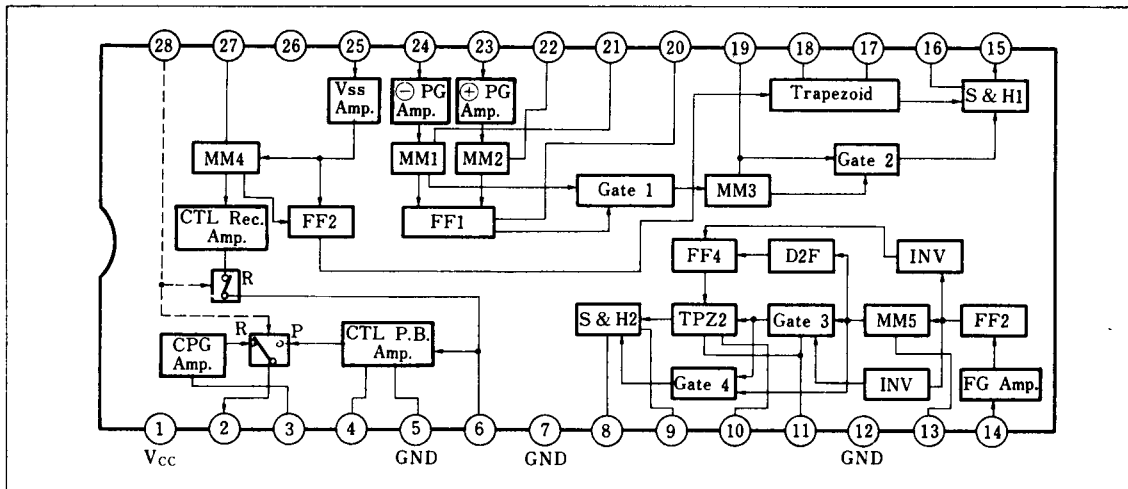 28 27 26 25 24 23 22 21 20 19 18 17 16 15
Vss
Amp.
⊖ PG
Amp.
⊕ PG
Amp.
Trapezoid
S & H1
MM4
MM1
MM2
Gate 2
Gate 1
MM3
CTL Rec.
Amp.
FF2
FF1
R
FF4
D2F
INV
S & H2
TPZ2
Gate 3
MM5
FF2
R
P
CPG
Amp.
CTL P.B.
Amp.
Gate 4
INV
FG Amp.
1 2 3 4 5 6 7 8 9 10 11 12 13 14
VCC
GND
GND
GND